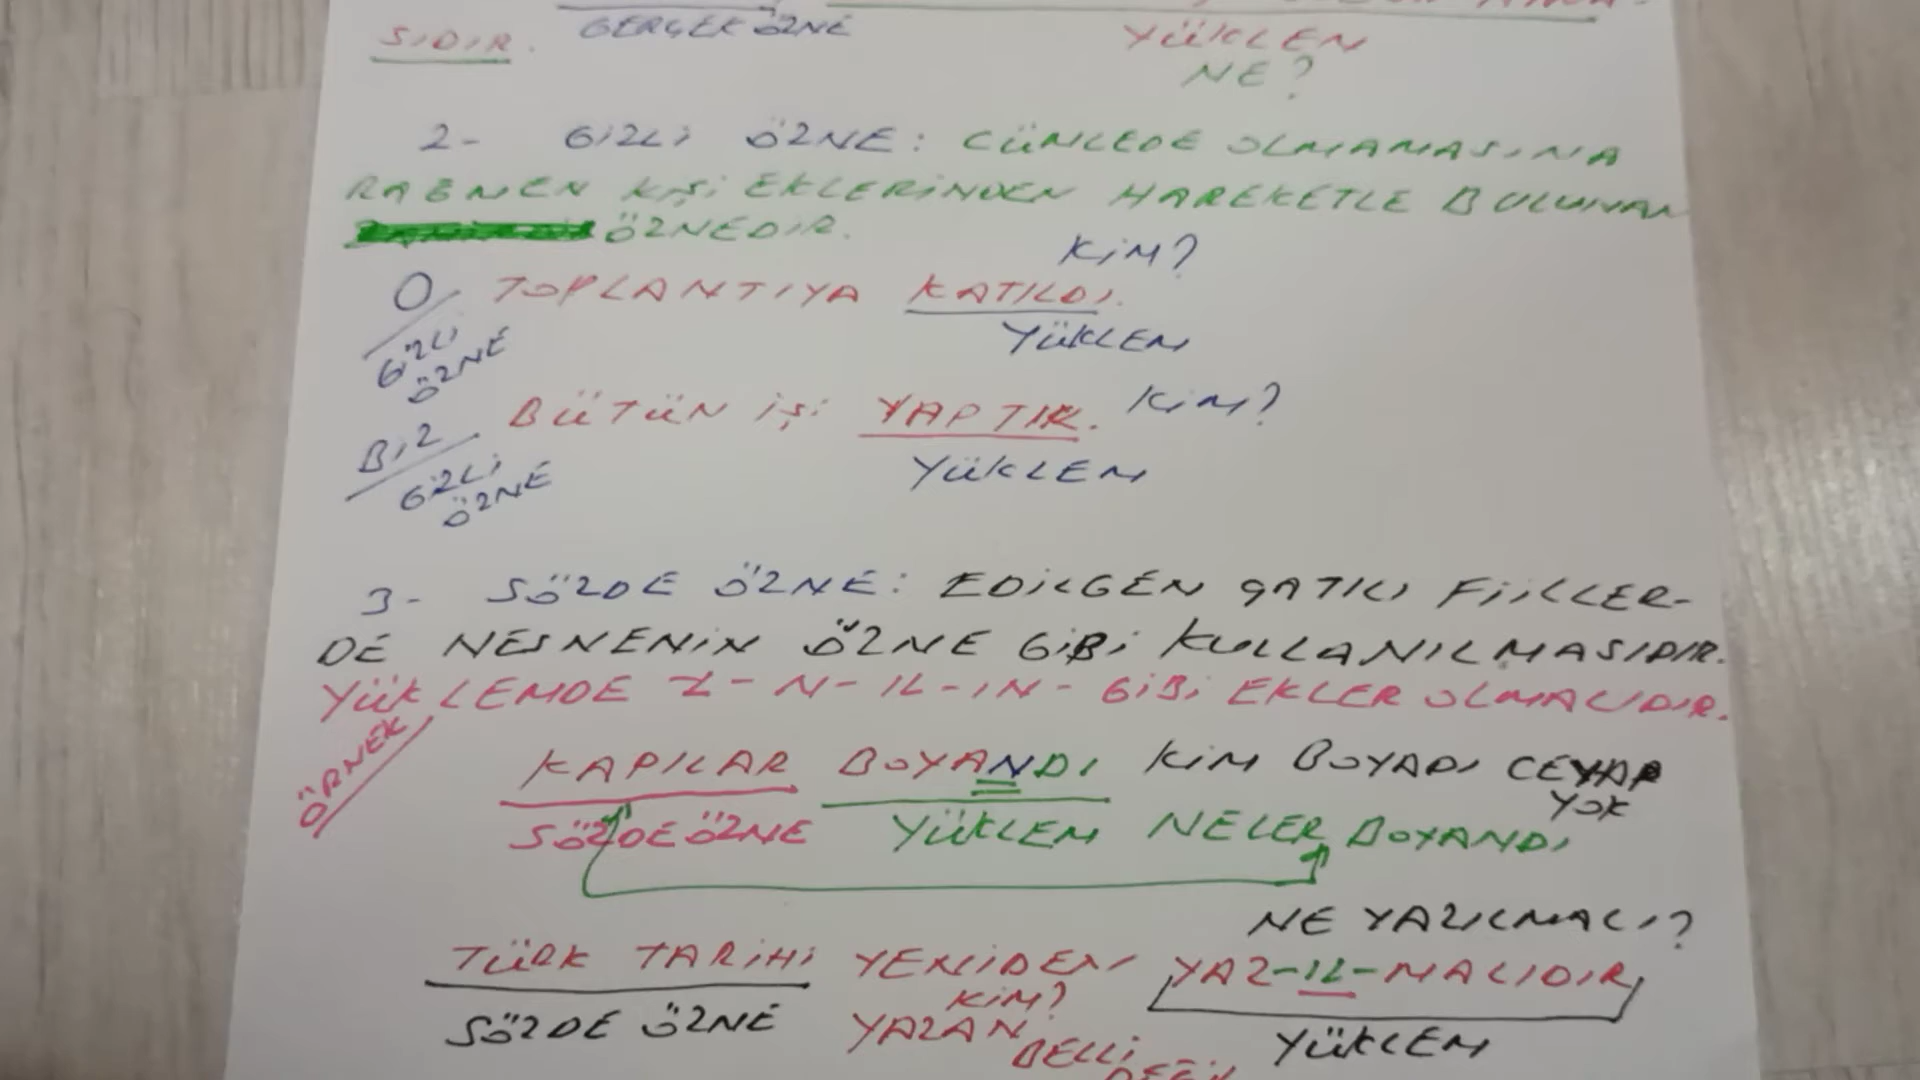 SIDIR. GERÇEK ÖZNE YÜKLEM
NE?
2- GİZLİ ÖZNE: CÜMLEDE OLMAMASINA
RAĞMEN KİŞİ EKLERİNDEN HAREKETLE BULUNAN
ÖZNEDİR.
KİM?
O TOPLANTIYA KATILDI.
GİZLİ ÖZNE YÜKLEM
BİZ BÜTÜN İŞİ YAPTIK. KİM?
GİZLİ ÖZNE YÜKLEM
3- SÖZDE ÖZNE: EDİLGEN ÇATILI FİİLLER-
DE NESNENİN ÖZNE GİBİ KULLANILMASIDIR.
YÜKLEMDE L-N-IL-IN- GİBİ EKLER OLMALIDIR.
ÖRNEK
KAPILAR BOYANDI KİM BOYADI CEVAP
YOK
SÖZDE ÖZNE YÜKLEM NELER BOYANDI
NE YAZILMALI?
TÜRK TARİHİ YENİDEN YAZ-IL-MALIDIR
KİM?
SÖZDE ÖZNE YAZAN BELLİ DEĞİL YÜKLEM